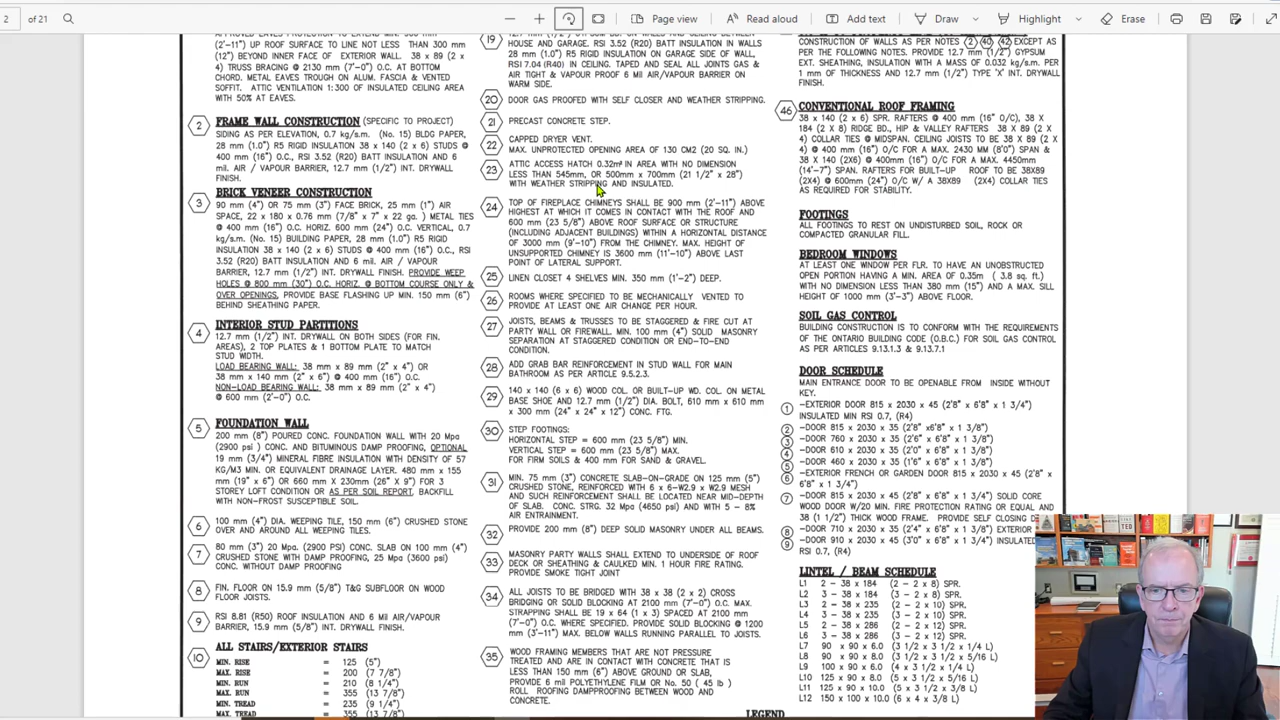 2 of 21
Page view
Read aloud
Add text
Draw
Highlight
Erase
(2'-11") UP ROOF SURFACE TO LINE NOT LESS THAN 300 mm
(12") BEYOND INNER FACE OF EXTERIOR WALL. 38 x 89 (2 x
4) TRUSS BRACING @ 2130 mm (7'-0") O.C. AT BOTTOM
CHORD. METAL EAVES TROUGH ON ALUM. FASCIA & VENTED
SOFFIT. ATTIC VENTILATION 1:300 OF INSULATED CEILING AREA
WITH 50% AT EAVES.
2
FRAME WALL CONSTRUCTION (SPECIFIC TO PROJECT)
SIDING AS PER ELEVATION, 0.7 kg/s.m. (No. 15) BLDG PAPER,
28 mm (1.0") R5 RIGID INSULATION 38 x 140 (2 x 6) STUDS @
400 mm (16") O.C., RSI 3.52 (R20) BATT INSULATION AND 6
mil. AIR / VAPOUR BARRIER, 12.7 mm (1/2") INT. DRYWALL
FINISH.
3
BRICK VENEER CONSTRUCTION
90 mm (4") OR 75 mm (3") FACE BRICK, 25 mm (1") AIR
SPACE, 22 x 180 x 0.76 (7/8" x 7" x 22 ga. ) METAL TIES
@ 400 mm (16") O.C. HORIZ. 600 mm (24") O.C. VERTICAL, 0.7
kg/s.m. (No. 15) BUILDING PAPER, 28 mm (1.0") R5 RIGID
INSULATION 38 x 140 (2 x 6) STUDS @ 400 mm (16") O.C., RSI
3.52 (R20) BATT INSULATION AND 6 mil. AIR / VAPOUR
BARRIER, 12.7 mm (1/2") INT. DRYWALL FINISH. PROVIDE WEEP
HOLES @ 800 mm (30") O.C. HORIZ. @ BOTTOM COURSE ONLY &
OVER OPENINGS. PROVIDE BASE FLASHING UP MIN. 150 mm (6")
BEHIND SHEATHING PAPER.
4
INTERIOR STUD PARTITIONS
12.7 mm (1/2") INT. DRYWALL ON BOTH SIDES (FOR FIN.
AREAS), 2 TOP PLATES & 1 BOTTOM PLATE TO MATCH
STUD WIDTH.
LOAD BEARING WALL: 38 mm x 89 mm (2" x 4") OR
38 mm x 140 mm (2" x 6") @ 400 mm (16") O.C.
NON-LOAD BEARING WALL: 38 mm x 89 mm (2" x 4")
@ 600 mm (2'-0") O.C.
5
FOUNDATION WALL
200 mm (8") POURED CONC. FOUNDATION WALL WITH 20 Mpa
(2900 psi ) CONC. AND BITUMINOUS DAMP PROOFING, OPTIONAL
19 mm (3/4") MINERAL FIBRE INSULATION WITH DENSITY OF 57
KG/M3 MIN. OR EQUIVALENT DRAINAGE LAYER. 480 mm x 155
mm (19" x 6") OR 660 mm X 230mm (26" X 9") FOR 3
STOREY LOFT CONDITION OR AS PER SOIL REPORT, BACKFILL
WITH NON-FROST SUSCEPTIBLE SOIL.
6
100 mm (4") DIA. WEEPING TILE, 150 mm (6") CRUSHED STONE
OVER AND AROUND ALL WEEPING TILES.
7
80 mm (3") 20 Mpa. (2900 PSI) CONC. SLAB ON 100 mm (4")
CRUSHED STONE WITH DAMP PROOFING, 25 Mpa (3600 psi)
CONC. WITHOUT DAMP PROOFING
8
FIN. FLOOR ON 15.9 mm (5/8") T&G SUBFLOOR ON WOOD
FLOOR JOISTS.
9
RSI 8.81 (R50) ROOF INSULATION AND 6 Mil AIR/VAPOUR
BARRIER, 15.9 mm (5/8") INT. DRYWALL FINISH.
10
ALL STAIRS/EXTERIOR STAIRS
MIN. RISE = 125 (5")
MAX. RISE = 200 (7 7/8")
MIN. RUN = 210 (8 1/4")
MAX. RUN = 355 (13 7/8")
MIN. TREAD = 235 (9 1/4")
MAX. TREAD = 355 (13 7/8")
19
HOUSE AND GARAGE. RSI 3.52 (R20) BATT INSULATION IN WALLS
28 mm (1.0") R5 RIGID INSULATION ON GARAGE SIDE OF WALL,
RSI 7.04 (R40) IN CEILING. TAPED AND SEAL ALL JOINTS GAS &
AIR TIGHT & VAPOUR PROOF 6 Mil AIR/VAPOUR BARRIER ON
WARM SIDE.
20
DOOR GAS PROOFED WITH SELF CLOSER AND WEATHER STRIPPING.
21
PRECAST CONCRETE STEP.
22
CAPPED DRYER VENT.
MAX. UNPROTECTED OPENING AREA OF 130 CM2 (20 SQ. IN.)
23
ATTIC ACCESS HATCH 0.32m² IN AREA WITH NO DIMENSION
LESS THAN 545mm, OR 500mm x 700mm (21 1/2" x 28")
WITH WEATHER STRIPPING AND INSULATED.
24
TOP OF FIREPLACE CHIMNEYS SHALL BE 900 mm (2'-11") ABOVE
HIGHEST AT WHICH IT COMES IN CONTACT WITH THE ROOF AND
600 mm (23 5/8") ABOVE ROOF SURFACE OR STRUCTURE
(INCLUDING ADJACENT BUILDINGS) WITHIN A HORIZONTAL DISTANCE
OF 3000 mm (9'-10") FROM THE CHIMNEY. MAX. HEIGHT OF
UNSUPPORTED CHIMNEY IS 3600 mm (11'-10") ABOVE LAST
POINT OF LATERAL SUPPORT.
25
LINEN CLOSET 4 SHELVES MIN. 350 mm (1'-2") DEEP.
26
ROOMS WHERE SPECIFIED TO BE MECHANICALLY VENTED TO
PROVIDE AT LEAST ONE AIR CHANGE PER HOUR.
27
JOISTS, BEAMS & TRUSSES TO BE STAGGERED & FIRE CUT AT
PARTY WALL OR FIREWALL. MIN. 100 mm (4") SOLID MASONRY
SEPARATION AT STAGGERED CONDITION OR END-TO-END
CONDITION.
28
ADD GRAB BAR REINFORCEMENT IN STUD WALL FOR MAIN
BATHROOM AS PER ARTICLE 9.5.2.3.
29
140 x 140 (6 x 6) WOOD COL. OR BUILT-UP WD. COL. ON METAL
BASE SHOE AND 12.7 mm (1/2") DIA. BOLT, 610 mm x 610 mm
x 300 mm (24" x 24" x 12") CONC. FTG.
30
STEP FOOTINGS:
HORIZONTAL STEP = 600 mm (23 5/8") MIN.
VERTICAL STEP = 600 mm (23 5/8") MAX.
FOR FIRM SOILS & 400 mm FOR SAND & GRAVEL.
31
MIN. 75 mm (3") CONCRETE SLAB-ON-GRADE ON 125 mm (5")
CRUSHED STONE, REINFORCED WITH 6 x 6-W2.9 x W2.9 MESH
AND SUCH REINFORCEMENT SHALL BE LOCATED NEAR MID-DEPTH
OF SLAB. CONC. STRG. 32 Mpa (4650 psi) AND WITH 5 - 8%
AIR ENTRAINMENT.
32
PROVIDE 200 mm (8") DEEP SOLID MASONRY UNDER ALL BEAMS.
33
MASONRY PARTY WALLS SHALL EXTEND TO UNDERSIDE OF ROOF
DECK OR SHEATHING & CAULKED MIN. 1 HOUR FIRE RATING.
PROVIDE SMOKE TIGHT JOINT
34
ALL JOISTS TO BE BRIDGED WITH 38 x 38 (2 x 2) CROSS
BRIDGING OR SOLID BLOCKING AT 2100 mm (7'-0") O.C. MAX.
STRAPPING SHALL BE 19 x 64 (1 x 3) SPACED AT 2100
mm (7'-0") O.C. WHERE SPECIFIED. PROVIDE SOLID BLOCKING @ 1200
mm (3'-11") MAX. BELOW WALLS RUNNING PARALLEL TO JOISTS.
35
WOOD FRAMING MEMBERS THAT ARE NOT PRESSURE
TREATED AND ARE IN CONTACT WITH CONCRETE THAT IS
LESS THAN 150 mm (6") ABOVE GROUND OR SLAB,
PROVIDE 6 mil POLYETHYLENE FILM OR No. 50 ( 45 lb )
ROLL ROOFING DAMPPROOFING BETWEEN WOOD AND
CONCRETE.
CONSTRUCTION OF WALLS AS PER NOTES (2) (40) (42) EXCEPT AS
PER THE FOLLOWING NOTES. PROVIDE 12.7 mm (1/2") GYPSUM
EXT. SHEATHING, INSULATION WITH A MASS OF 0.032 kg/m² PER
1 mm OF THICKNESS AND 12.7 mm (1/2") TYPE 'X' INT. DRYWALL
FINISH.
46
CONVENTIONAL ROOF FRAMING
38 x 140 (2 x 6) SPR. RAFTERS @ 400 mm (16" O/C), 38 X
184 (2 X 8) RIDGE BD., HIP & VALLEY RAFTERS 38 X 89 (2 X
4) COLLAR TIES @ MIDSPAN. CEILING JOISTS TO BE 38 X 89 (2X4)
@ 400 mm (16") O/C FOR A MAX. 2430 MM (8'.0") SPAN &
38 X 140 (2X6) @ 400mm (16") O/C FOR A MAX. 4450mm
(14'-7") SPAN. RAFTERS FOR BUILT-UP ROOF TO BE 38X89
(2X4) @ 600mm (24") O/C W/ A 38X89 (2X4) COLLAR TIES
AS REQUIRED FOR STABILITY.
FOOTINGS
ALL FOOTINGS TO REST ON UNDISTURBED SOIL, ROCK OR
COMPACTED GRANULAR FILL.
BEDROOM WINDOWS
AT LEAST ONE WINDOW PER FLR. TO HAVE AN UNOBSTRUCTED
OPEN PORTION HAVING A MIN. AREA OF 0.35m² ( 3.8 sq. ft.)
WITH NO DIMENSION LESS THAN 380 mm (15") AND A MAX. SILL
HEIGHT OF 1000 mm (3'-3") ABOVE FLOOR.
SOIL GAS CONTROL
BUILDING CONSTRUCTION IS TO CONFORM WITH THE REQUIREMENTS
OF THE ONTARIO BUILDING CODE (O.B.C.) FOR SOIL GAS CONTROL
AS PER ARTICLES 9.13.1.3 & 9.13.7.1
DOOR SCHEDULE
MAIN ENTRANCE DOOR TO BE OPENABLE FROM INSIDE WITHOUT
KEY.
1 -EXTERIOR DOOR 815 x 2030 x 45 (2'8" x 6'8" x 1 3/4")
INSULATED MIN RSI 0.7, (R4)
2 -DOOR 815 x 2030 x 35 (2'8" x6'8" x 1 3/8")
3 -DOOR 760 x 2030 x 35 (2'6" x 6'8" x 1 3/8")
4 -DOOR 610 x 2030 x 35 (2'0" x 6'8" x 1 3/8")
5 -DOOR 460 x 2030 x 35 (1'6" x 6'8" x 1 3/8")
6 -EXTERIOR FRENCH OR GARDEN DOOR 815 x 2030 x 45 (2'8" x
6'8" x 1 3/4")
7 -DOOR 815 x 2030 x 45 (2'8" x 6'8" x 1 3/4") SOLID CORE
WOOD DOOR W/20 MIN. FIRE PROTECTION RATING OR EQUAL AND
38 (1 1/2") THICK WOOD FRAME. PROVIDE SELF CLOSING
8 -DOOR 710 x 2030 x 35 (2'4" x 6'8" x 1 3/4") EXTERIOR
9 -DOOR 910 x 2030 x 45 (3'0" x 6'8" x 1 3/4") INSULATED
RSI 0.7, (R4)
LINTEL / BEAM SCHEDULE
L1 2 - 38 x 184 (2 - 2 x 8) SPR.
L2 3 - 38 x 184 (3 - 2 x 8) SPR.
L3 2 - 38 x 235 (2 - 2 x 10) SPR.
L4 3 - 38 x 235 (3 - 2 x 10) SPR.
L5 2 - 38 x 286 (2 - 2 x 12) SPR.
L6 3 - 38 x 286 (3 - 2 x 12) SPR.
L7 90 x 90 x 6.0 (3 1/2 x 3 1/2 x 1/4 L)
L8 90 x 90 x 8.0 (3 1/2 x 3 1/2 x 5/16 L)
L9 100 x 90 x 6.0 (4 x 3 1/2 x 1/4 L)
L10 125 x 90 x 8.0 (5 x 3 1/2 x 5/16 L)
L11 125 x 90 x 10.0 (5 x 3 1/2 x 3/8 L)
L12 150 x 100 x 10.0 (6 x 4 x 3/8 L)
LEGEND